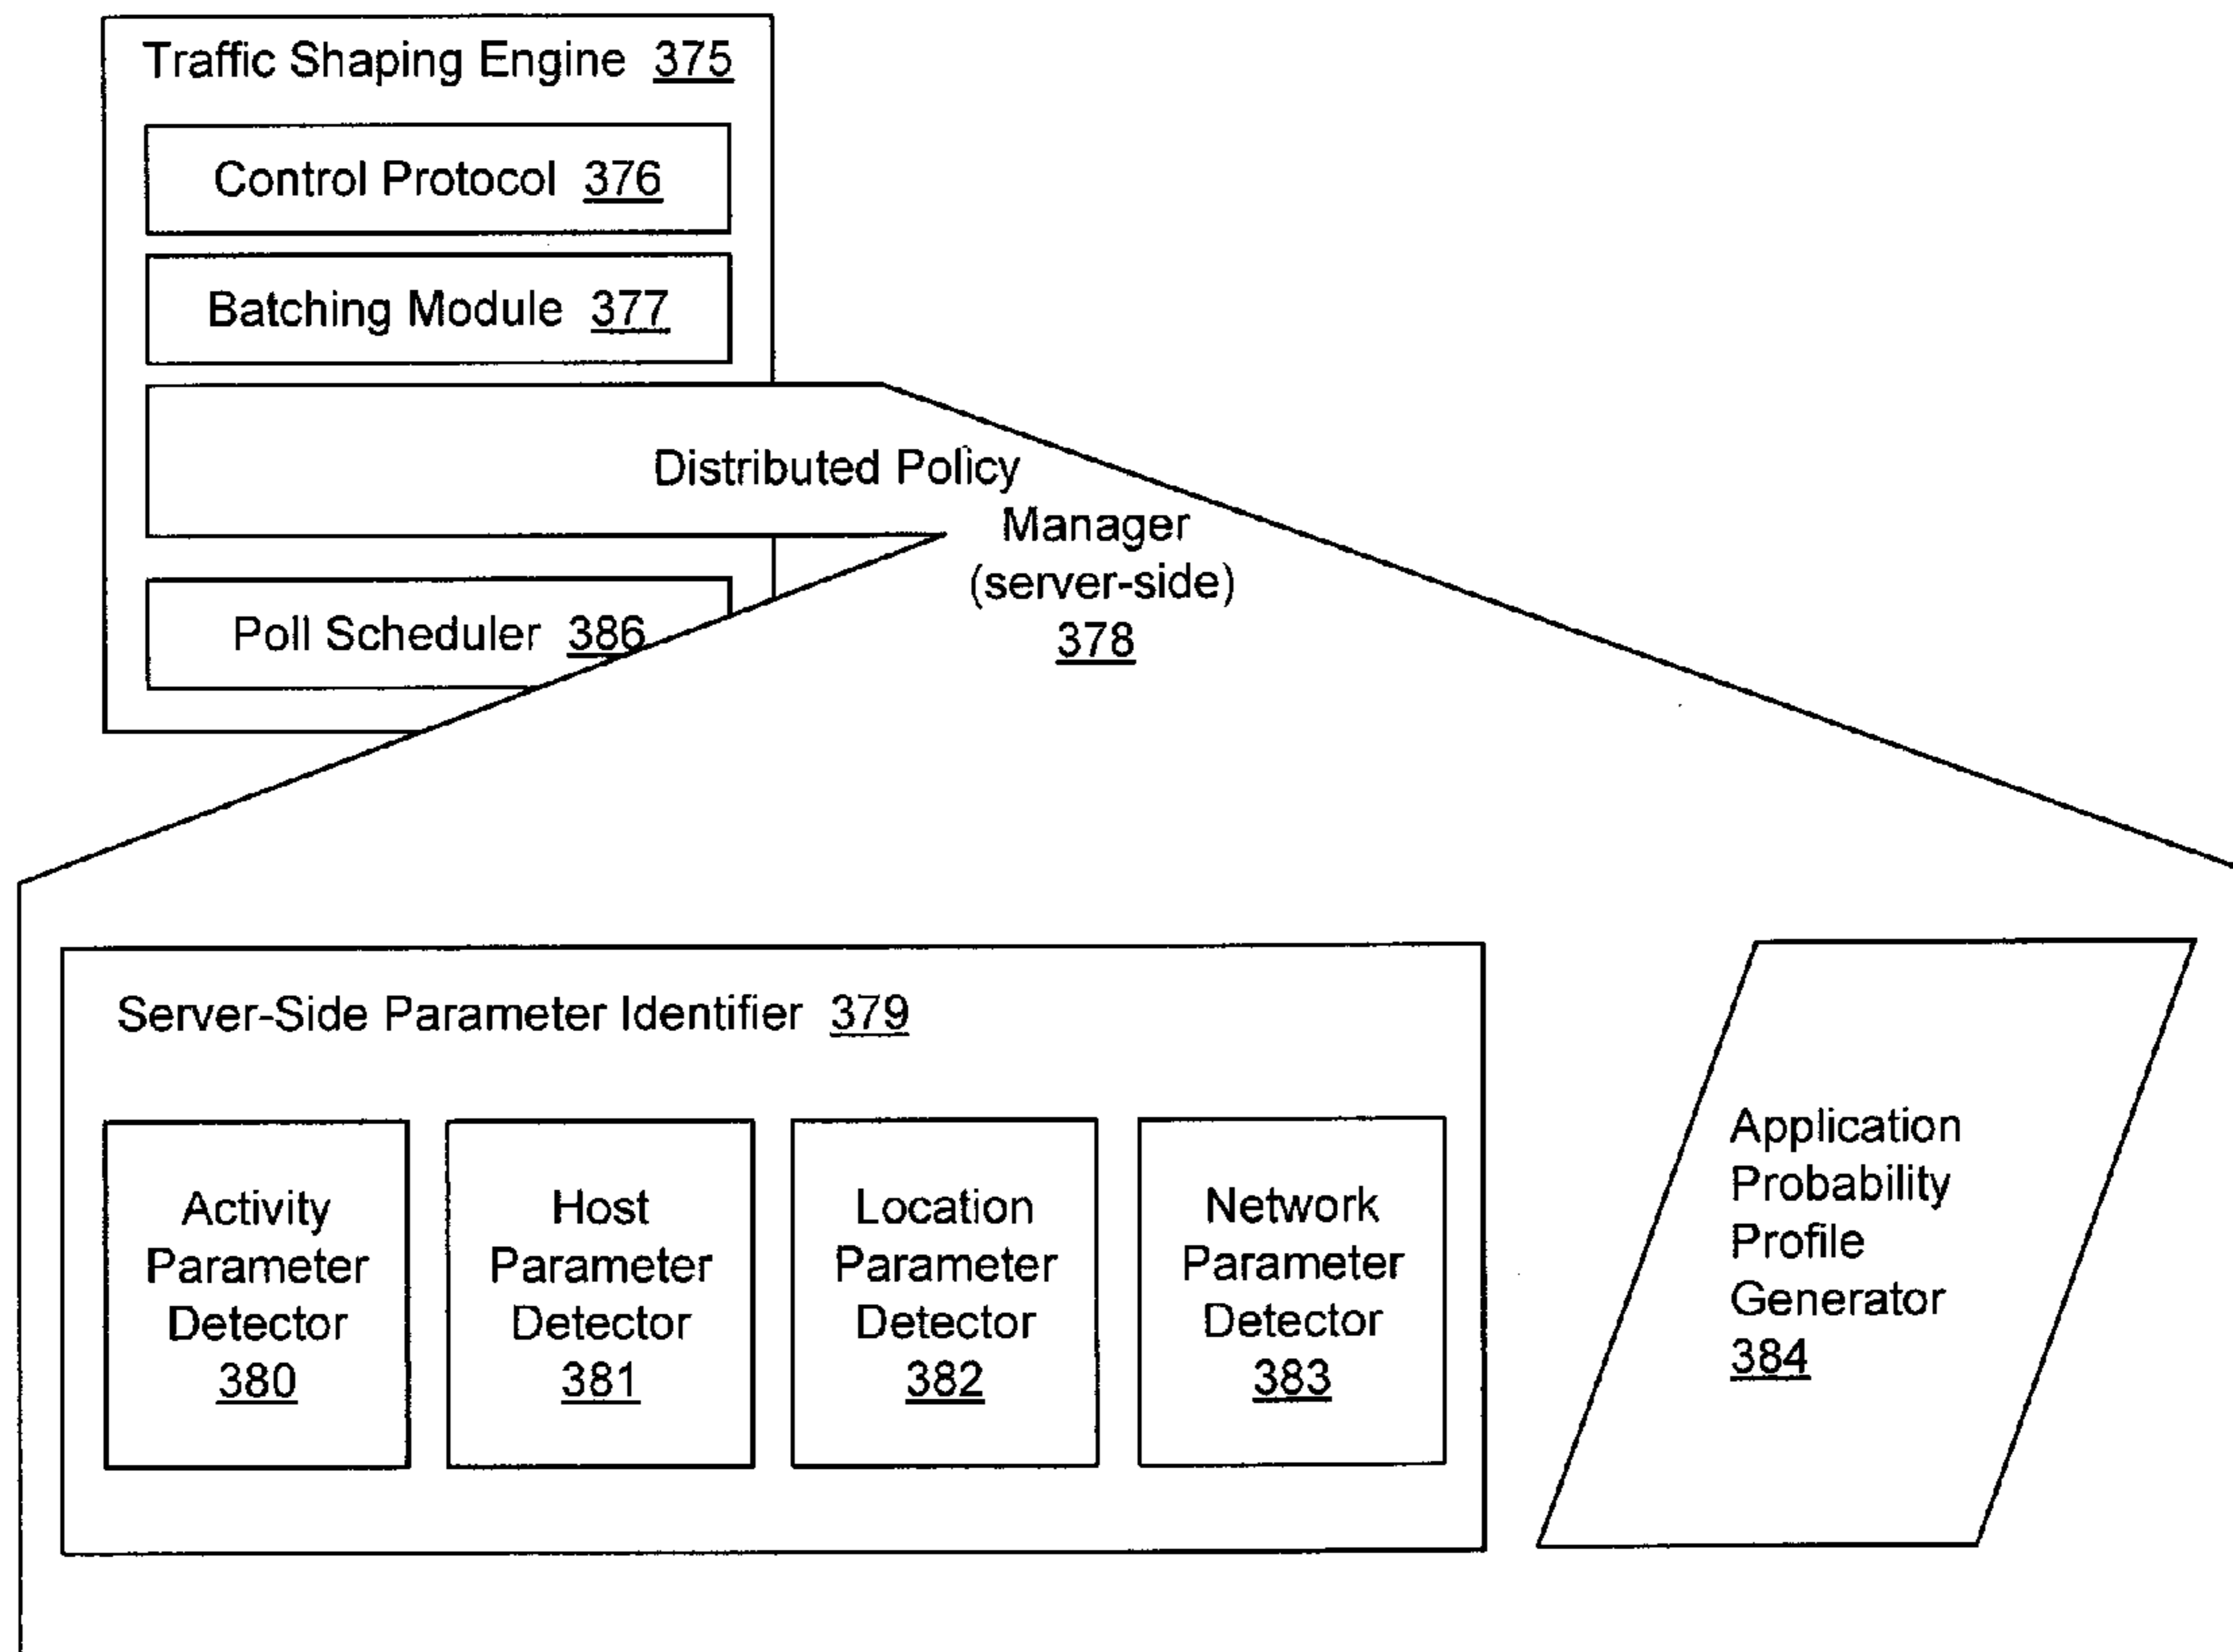 Traffic Shaping Engine 375
Control Protocol 376
Batching Module 377
Distributed Policy
Manager
(server-side)
378
Poll Scheduler 386
Server-Side Parameter Identifier 379
Activity
Parameter
Detector
380
Host
Parameter
Detector
381
Location
Parameter
Detector
382
Network
Parameter
Detector
383
Application
Probability
Profile
Generator
384